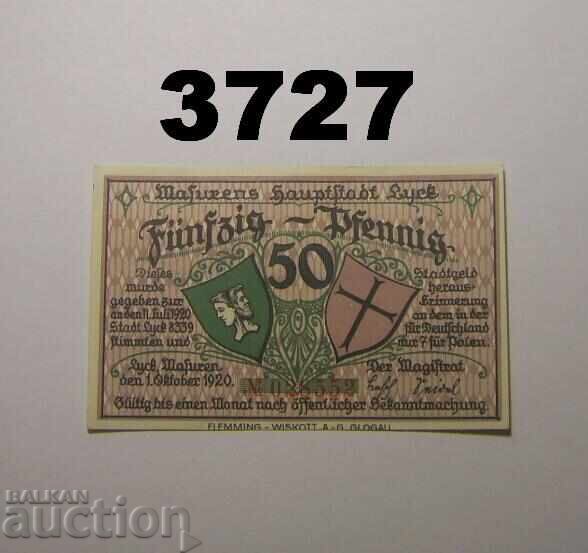 3727
Masurens Hauptstadt Lyck
Fünfzig – Pfennig.
50
Dieses Stadtgeld
wurde heraus-
gegeben zur Erinnerung
an den 11. Juli 1920 an dem in der
Stadt Lyck 8339 für Deutschland
stimmten und nur 7 für Polen.
Lyck, Masuren Der Magistrat
den 1. Oktober 1920.
Gültig bis einen Monat nach öffentlicher Bekanntmachung.
FLEMMING - WISKOTT A.-G. GLOGAU
BALKAN
auction